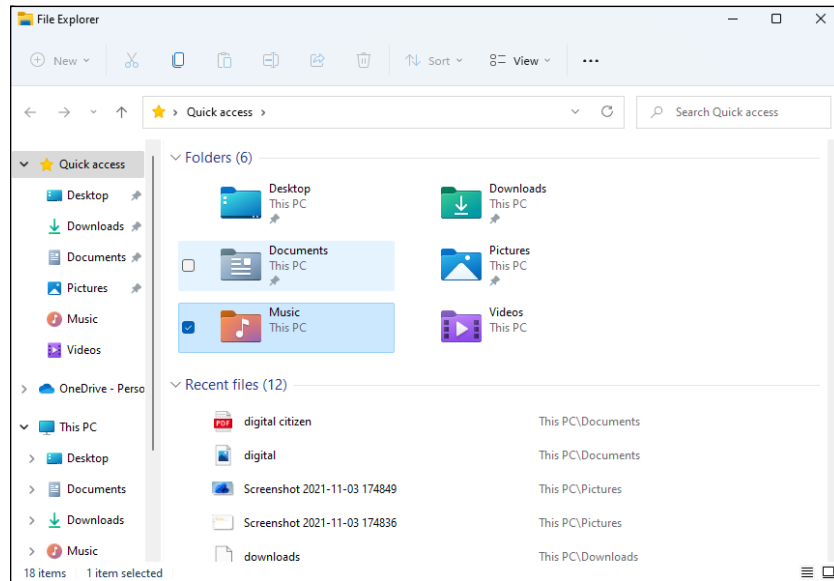 File Explorer
New
Sort
View
Quick access
Search Quick access
Quick access
Desktop
Downloads
Documents
Pictures
Music
Videos
OneDrive - Perso
This PC
Desktop
Documents
Downloads
Music
Folders (6)
Desktop
This PC
Downloads
This PC
Documents
This PC
Pictures
This PC
Music
This PC
Videos
This PC
Recent files (12)
PDF digital citizen This PC\Documents
digital This PC\Documents
Screenshot 2021-11-03 174849 This PC\Pictures
Screenshot 2021-11-03 174836 This PC\Pictures
downloads This PC\Downloads
18 items 1 item selected